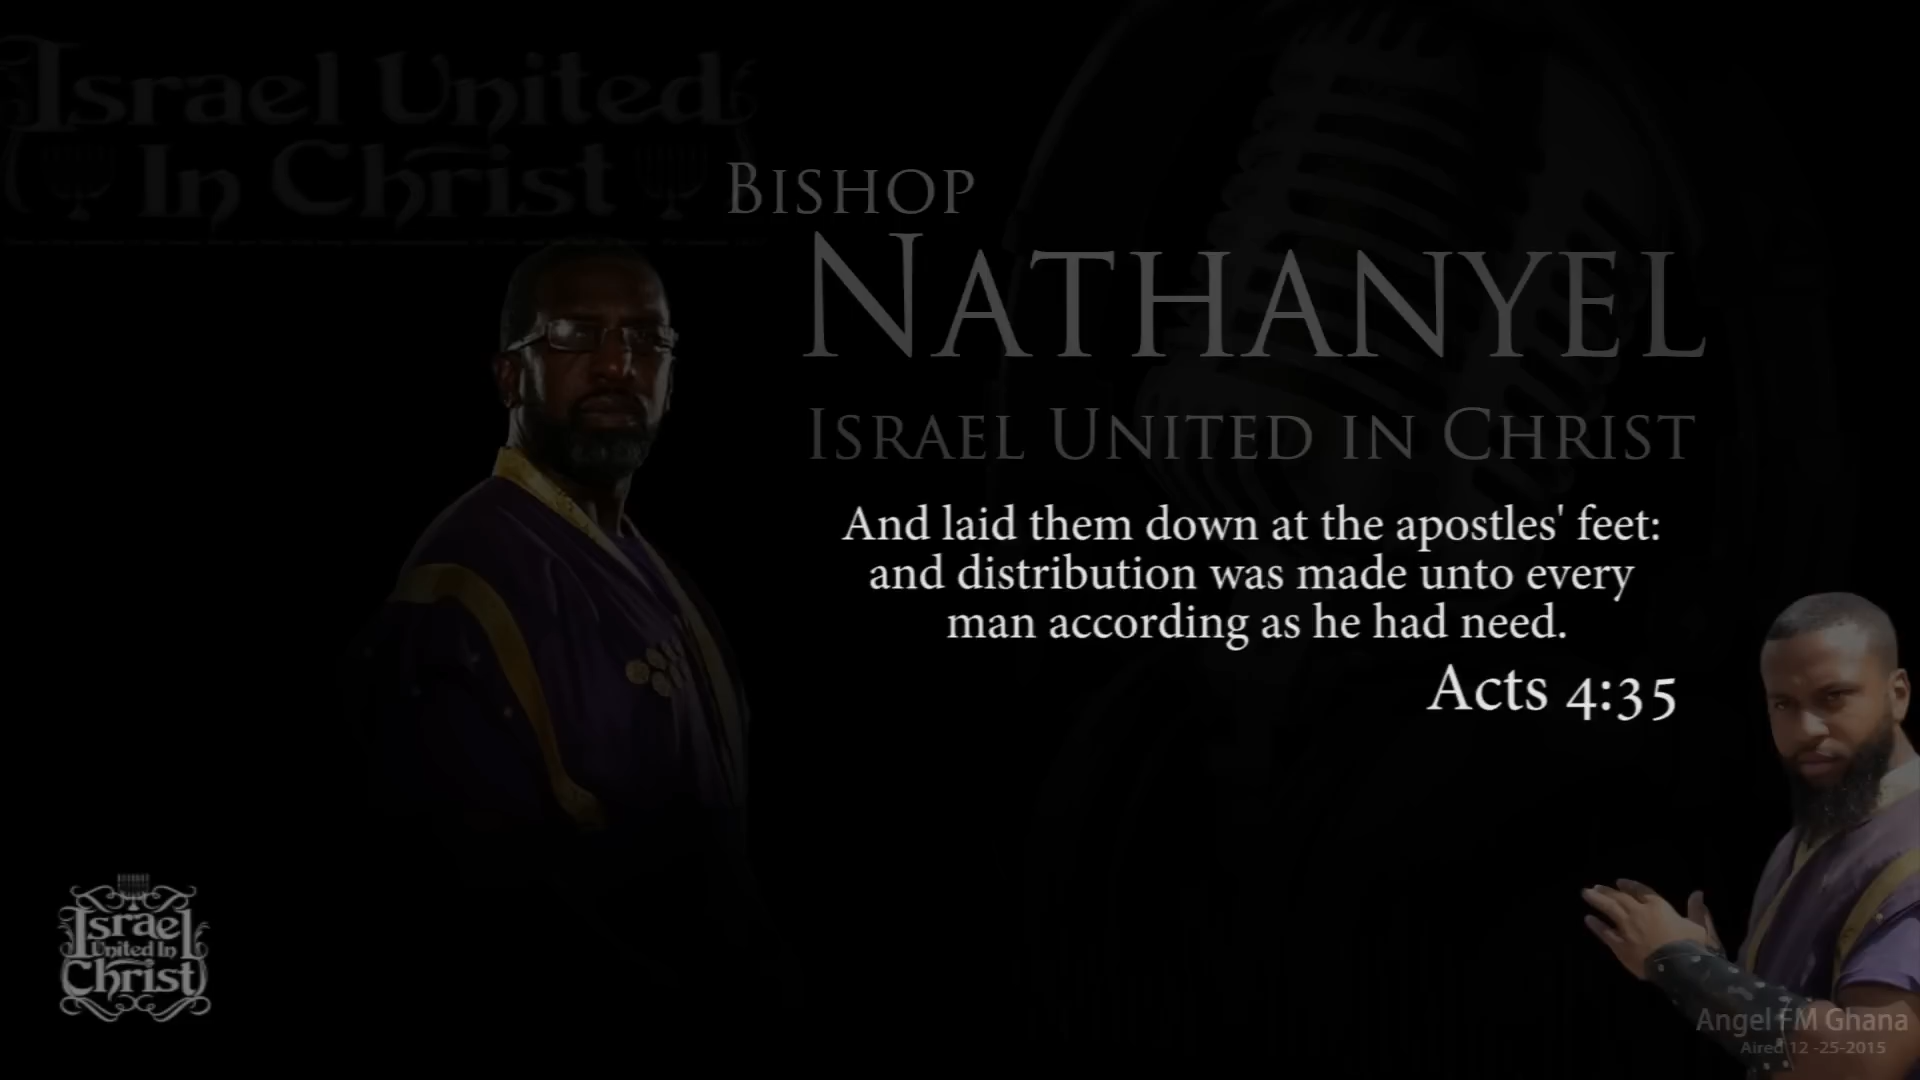 Israel United
In Christ
BISHOP
NATHANYEL
ISRAEL UNITED IN CHRIST
And laid them down at the apostles' feet:
and distribution was made unto every
man according as he had need.
Acts 4:35
Israel
United In
Christ
Angel FM Ghana
Aired 12 -25-2015